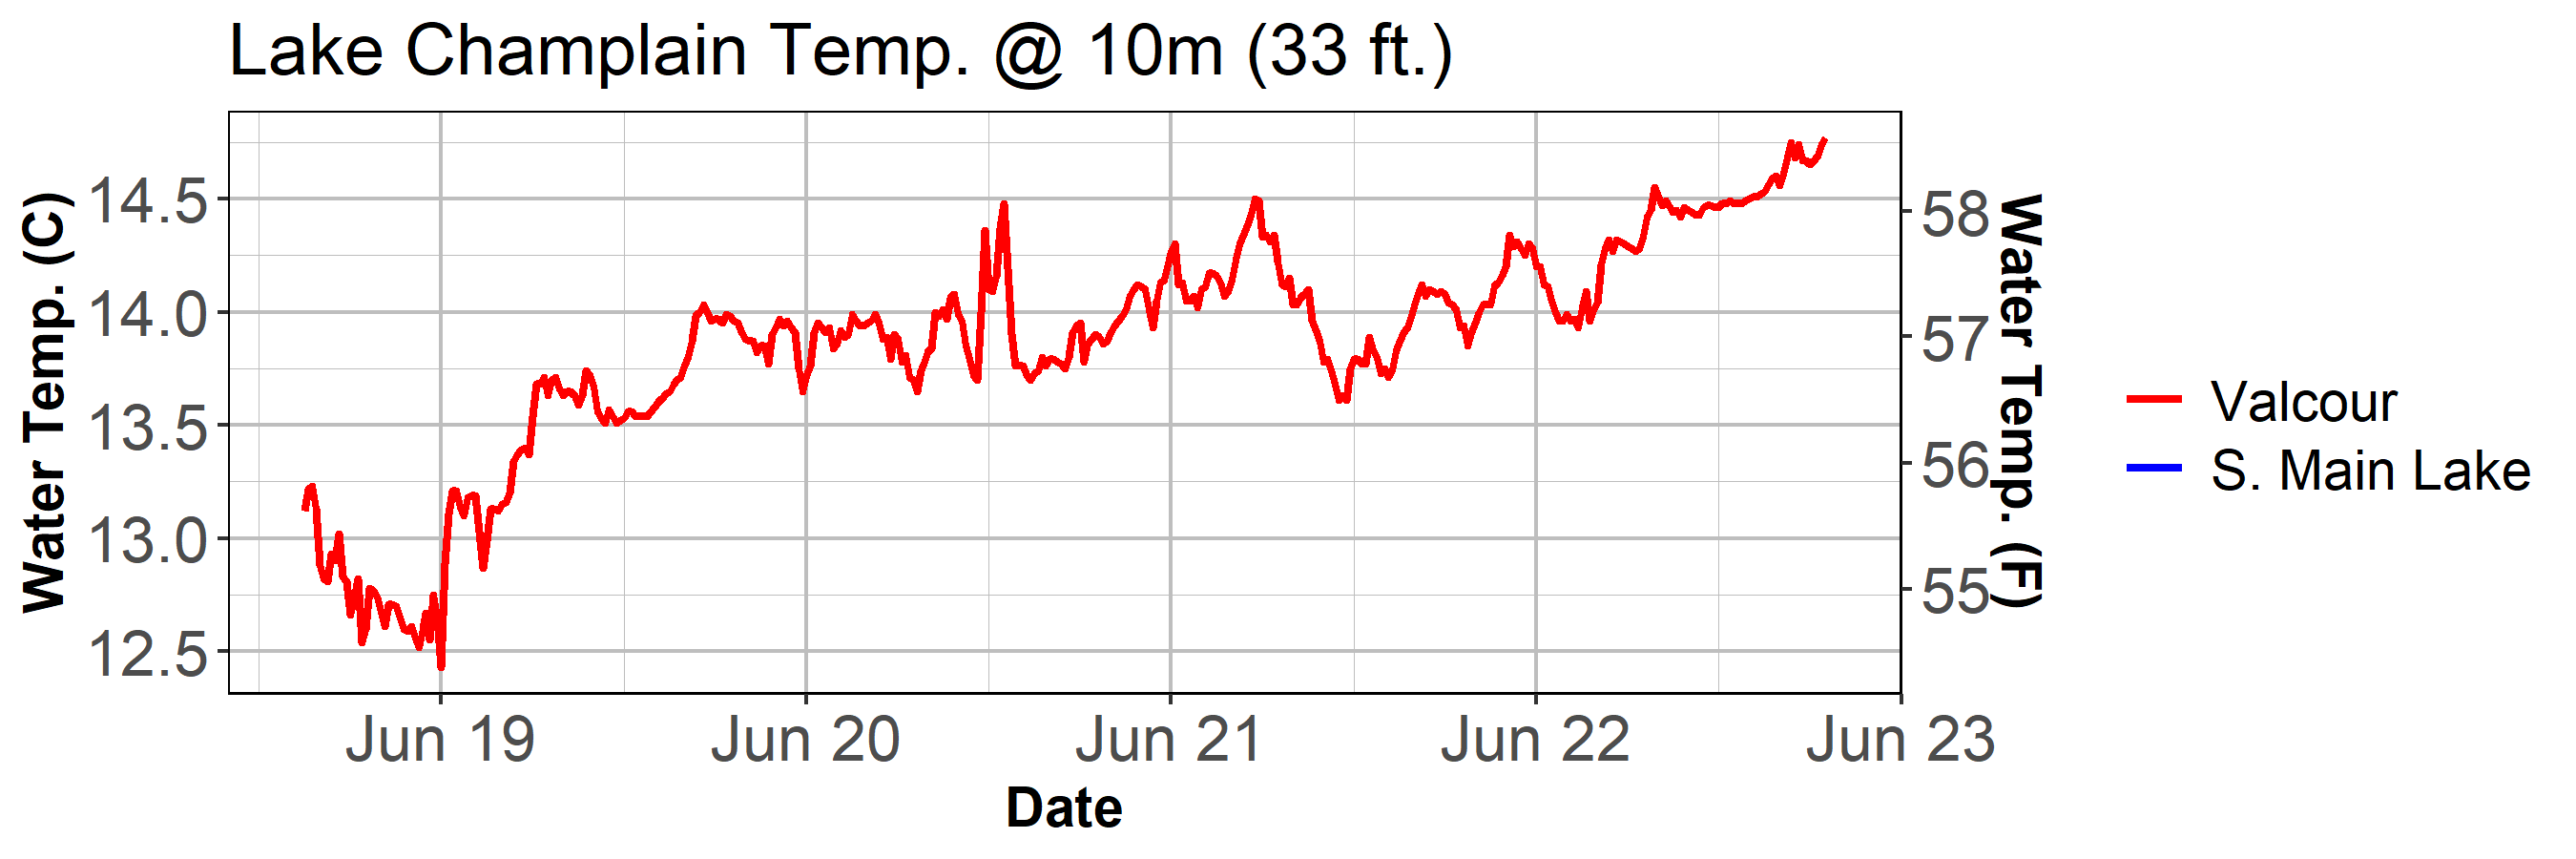 Lake Champlain Temp. @ 10m (33 ft.)
Water Temp. (C)
14.5
14.0
13.5
13.0
12.5
58
57
56
55
Water Temp. (F)
Jun 19
Jun 20
Jun 21
Jun 22
Jun 23
Date
Valcour
S. Main Lake